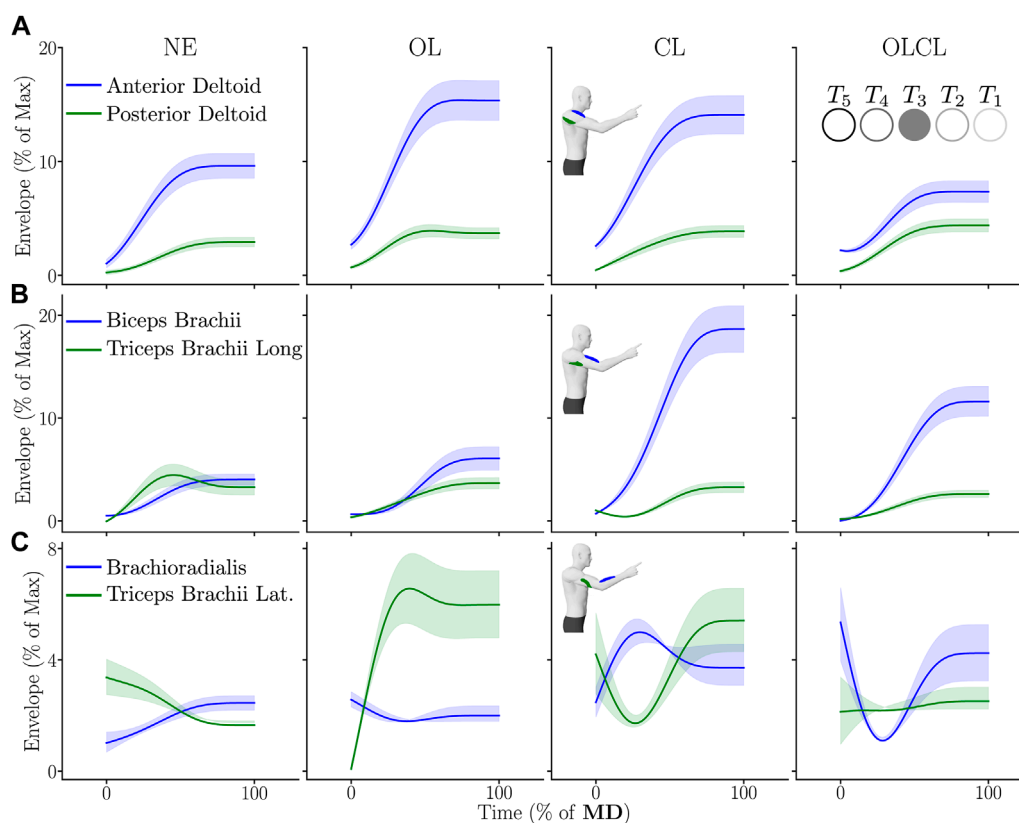 A
NE
OL
CL
OLCL
20
Anterior Deltoid
Posterior Deltoid
T5 T4 T3 T2 T1
10
0
Envelope (% of Max)
B
20
Biceps Brachii
Triceps Brachii Long
10
0
Envelope (% of Max)
C
8
Brachioradialis
Triceps Brachii Lat.
4
0
Envelope (% of Max)
0 100 0 100 0 100 0 100
Time (% of MD)